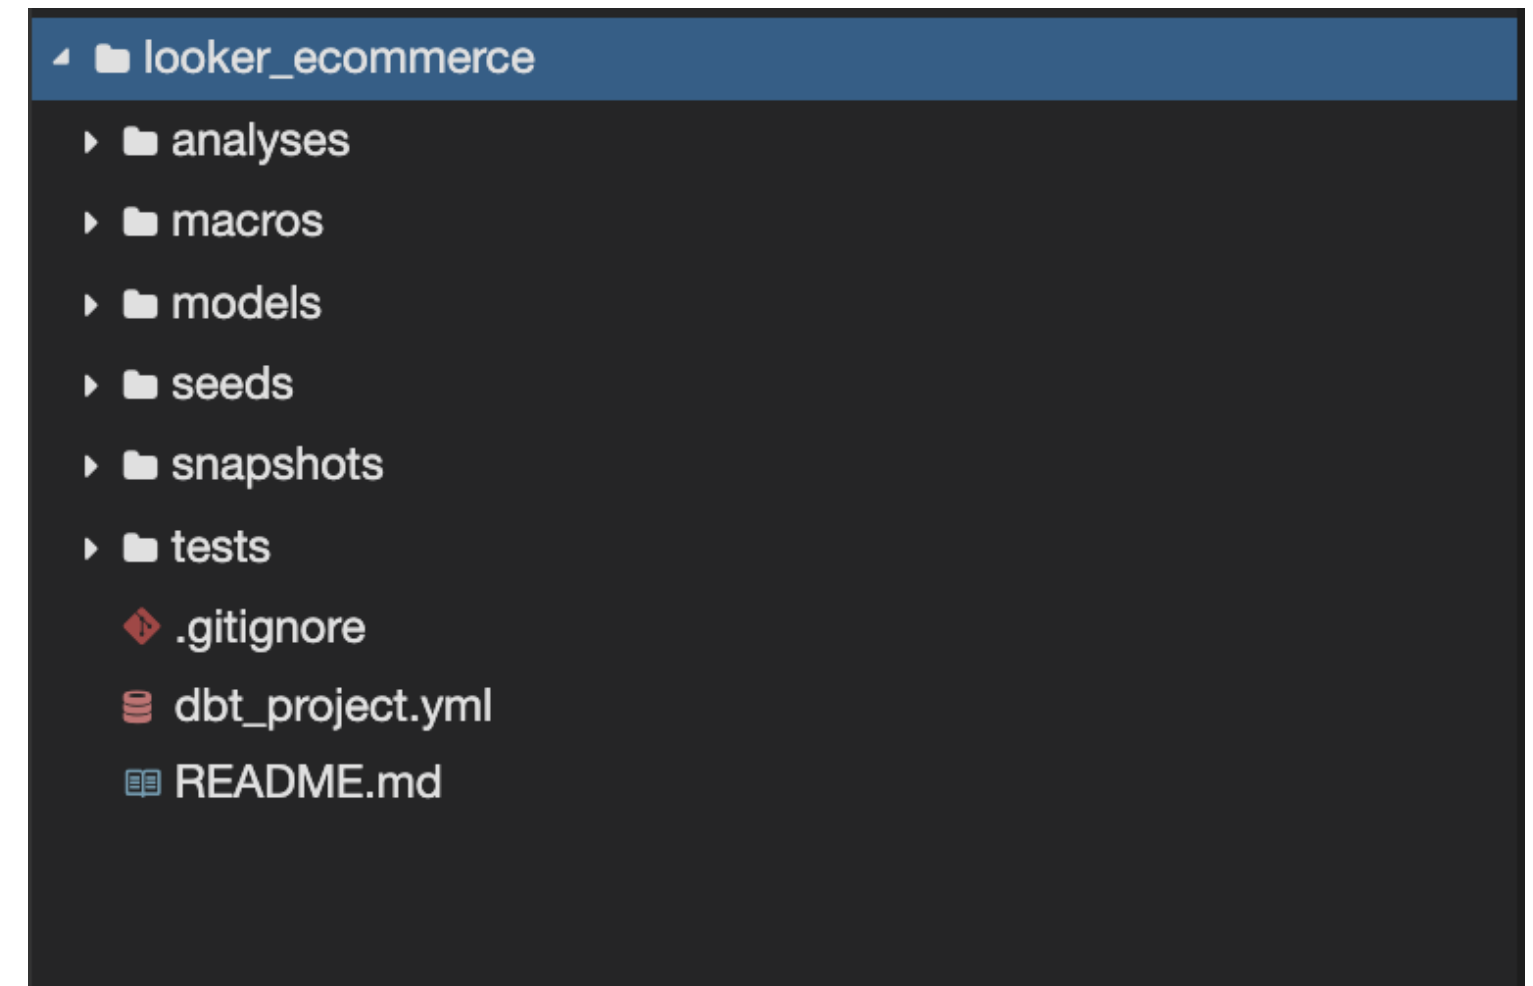 looker_ecommerce
analyses
macros
models
seeds
snapshots
tests
.gitignore
dbt_project.yml
README.md